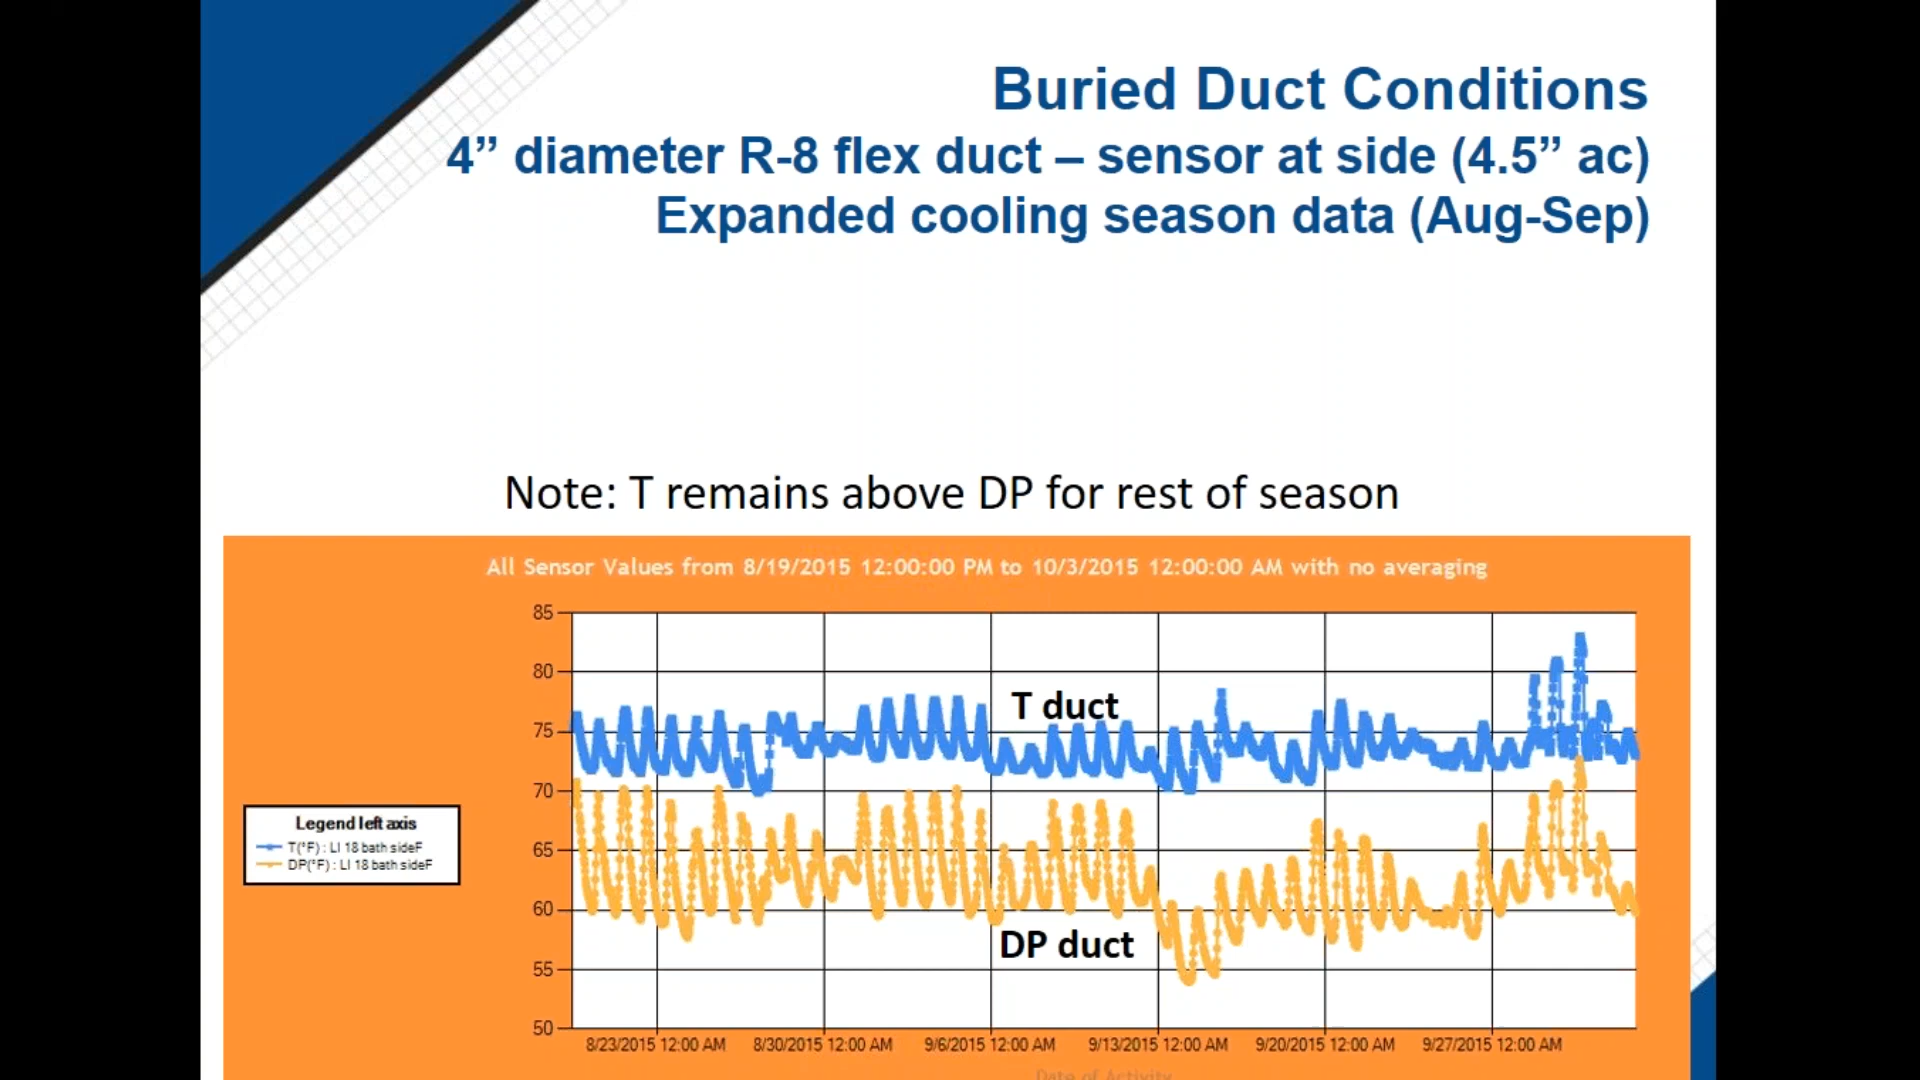 Buried Duct Conditions
4” diameter R-8 flex duct – sensor at side (4.5” ac)
Expanded cooling season data (Aug-Sep)
Note: T remains above DP for rest of season
All Sensor Values from 8/19/2015 12:00:00 PM to 10/3/2015 12:00:00 AM with no averaging
85
80
75
70
65
60
55
50
T duct
DP duct
Legend left axis
T(°F) : LI 18 bath sideF
DP(°F) : LI 18 bath sideF
8/23/2015 12:00 AM 8/30/2015 12:00 AM 9/6/2015 12:00 AM 9/13/2015 12:00 AM 9/20/2015 12:00 AM 9/27/2015 12:00 AM
Date of Activity